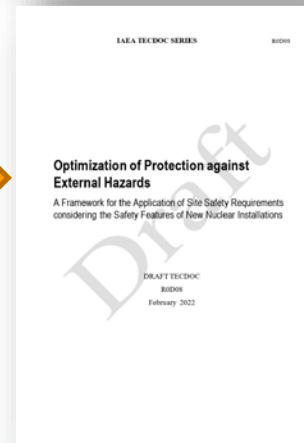 IAEA TECDOC SERIES R0D08
Optimization of Protection against
External Hazards
A Framework for the Application of Site Safety Requirements
considering the Safety Features of New Nuclear Installations
Draft
DRAFT TECDOC
R0D08
February 2022